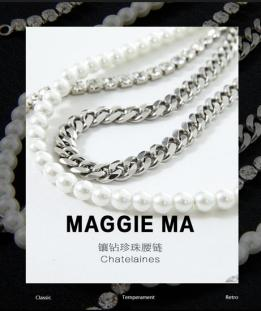 MAGGIE MA
镶钻珍珠腰链
Chatelaines
Classic Temperament Retro